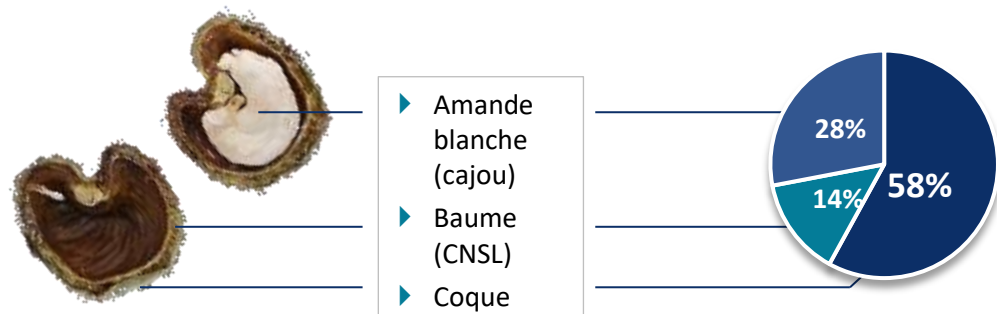 Amande
blanche
(cajou)
Baume
(CNSL)
Coque
28%
14%
58%